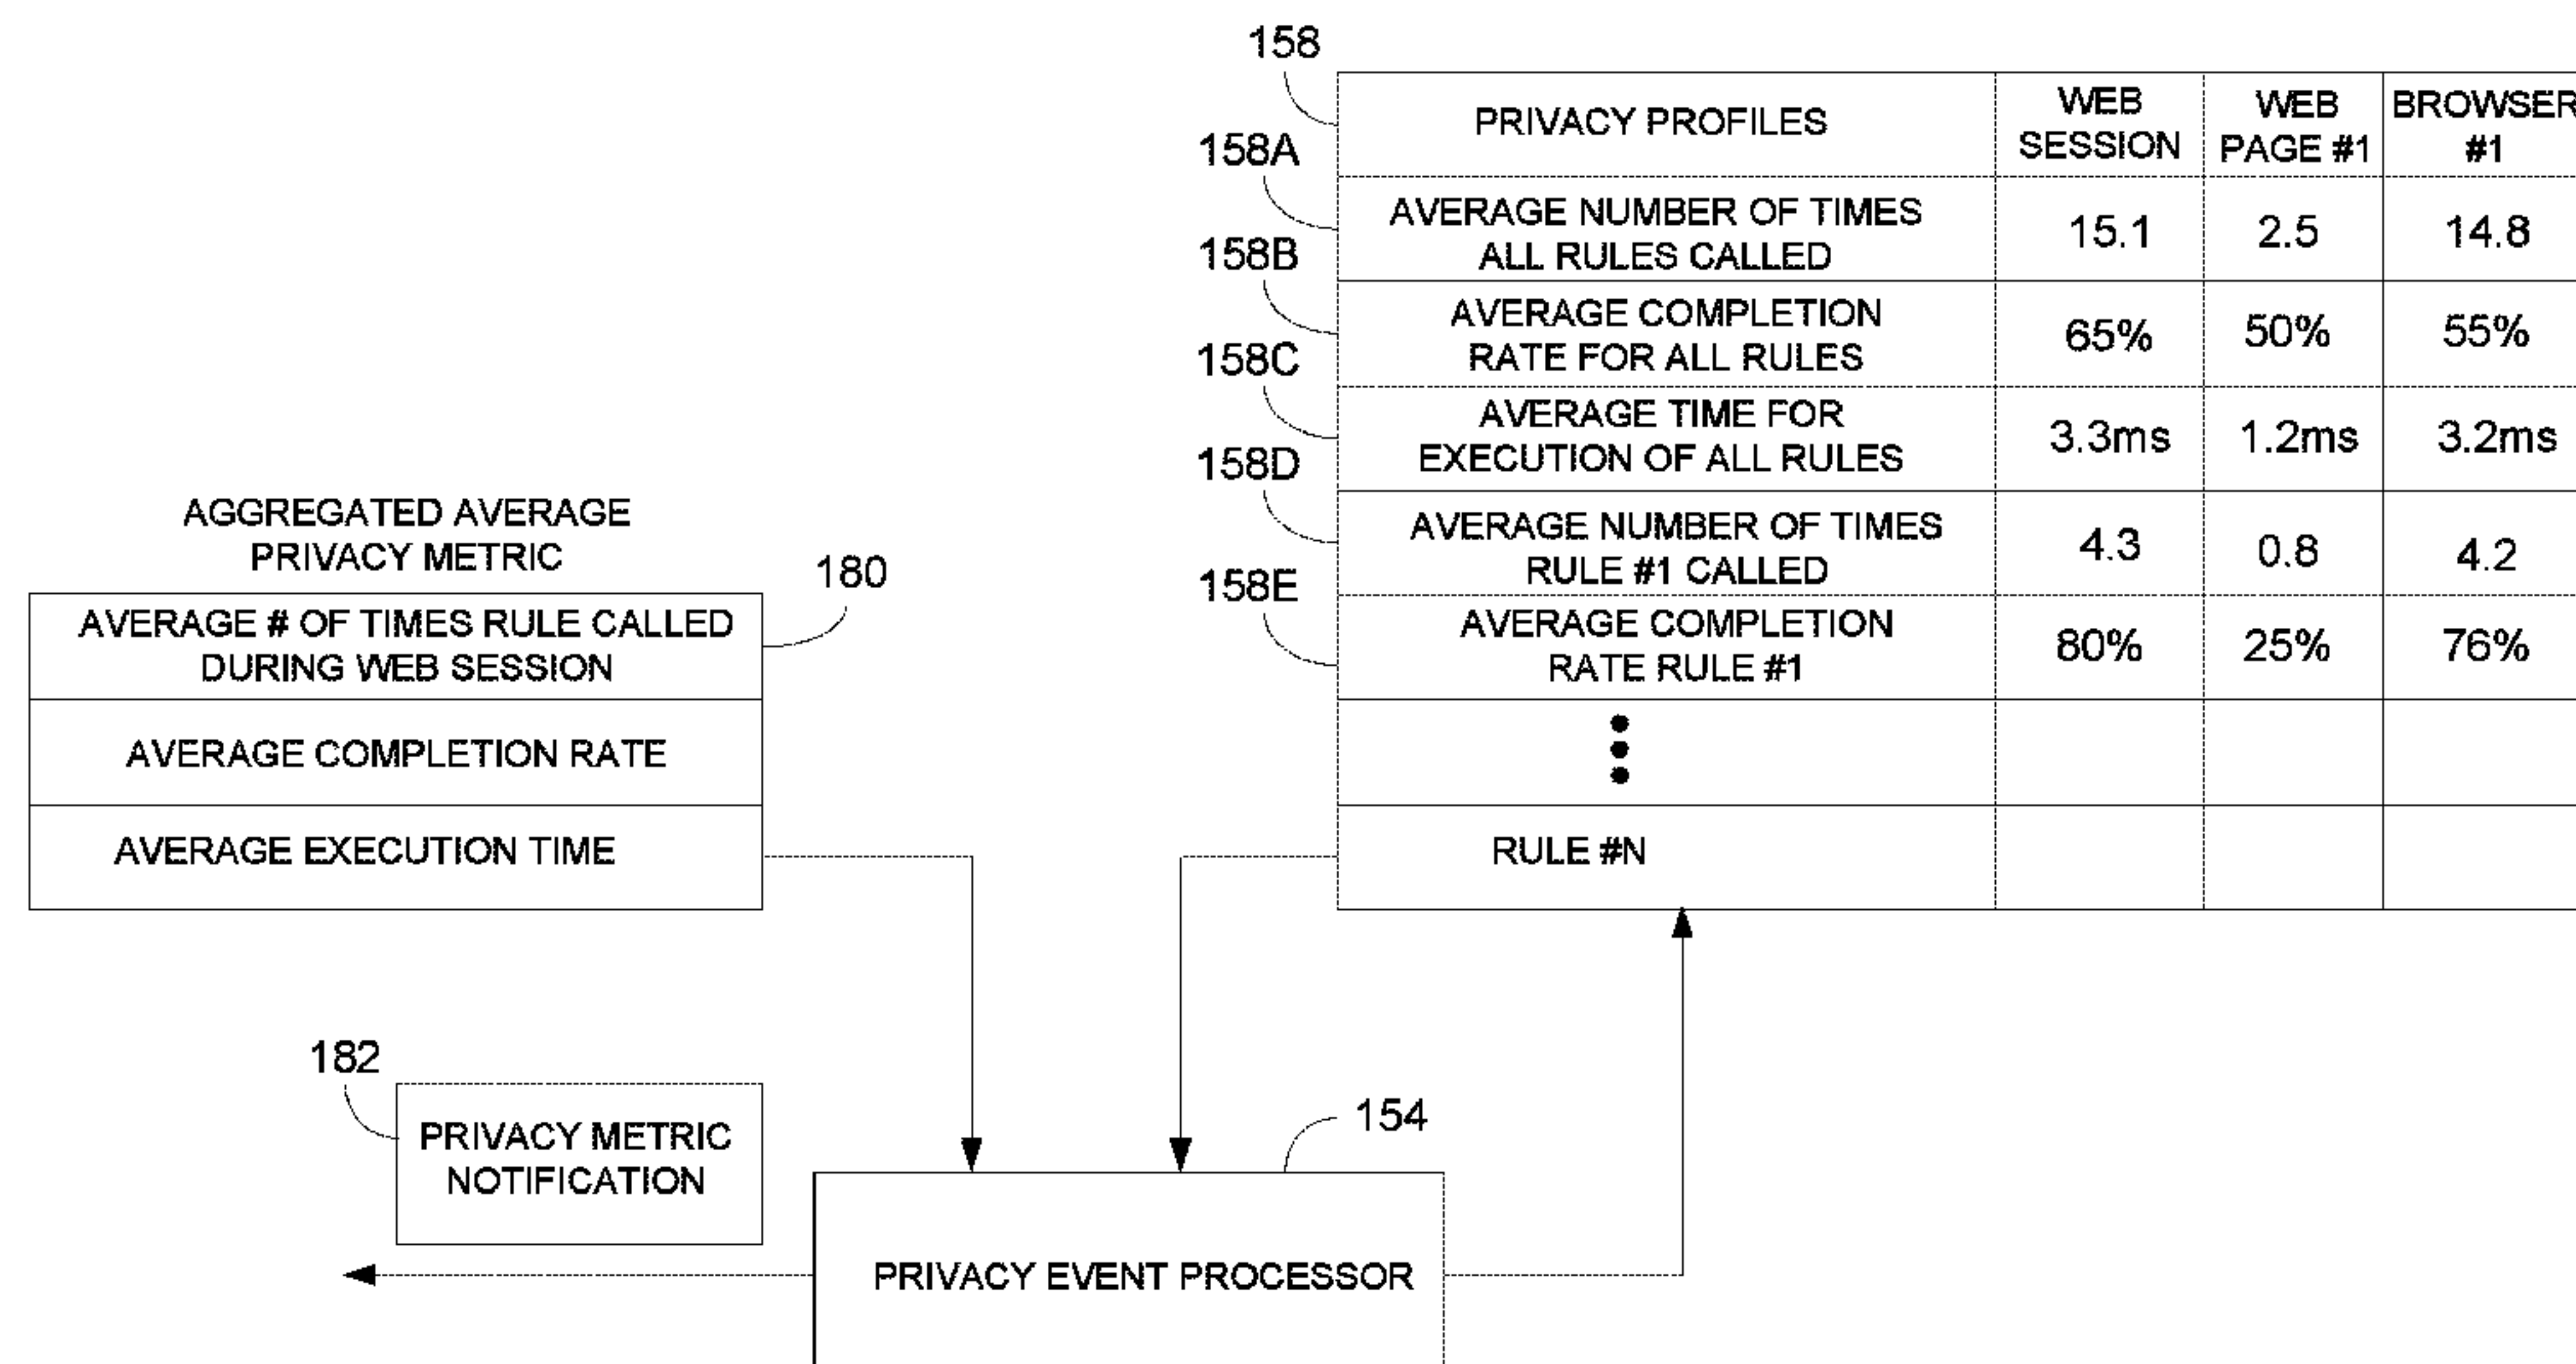 158
PRIVACY PROFILES
WEB
SESSION
WEB
PAGE #1
BROWSER
#1
158A
AVERAGE NUMBER OF TIMES
ALL RULES CALLED
15.1
2.5
14.8
158B
AVERAGE COMPLETION
RATE FOR ALL RULES
65%
50%
55%
158C
AVERAGE TIME FOR
EXECUTION OF ALL RULES
3.3ms
1.2ms
3.2ms
158D
AVERAGE NUMBER OF TIMES
RULE #1 CALLED
4.3
0.8
4.2
158E
AVERAGE COMPLETION
RATE RULE #1
80%
25%
76%
RULE #N
AGGREGATED AVERAGE
PRIVACY METRIC
180
AVERAGE # OF TIMES RULE CALLED
DURING WEB SESSION
AVERAGE COMPLETION RATE
AVERAGE EXECUTION TIME
182
PRIVACY METRIC
NOTIFICATION
154
PRIVACY EVENT PROCESSOR